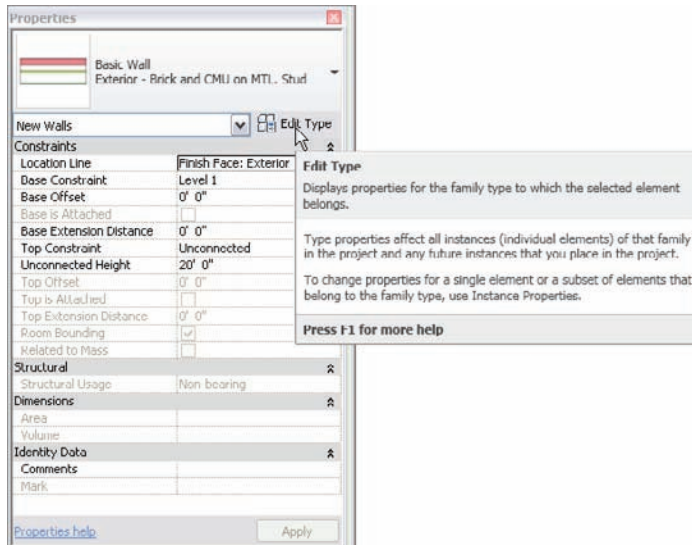 Properties
Basic Wall
Exterior - Brick and CMU on MTL. Stud
New Walls Edit Type
Constraints
Location Line Finish Face: Exterior
Base Constraint Level 1
Base Offset 0' 0"
Base is Attached
Base Extension Distance 0' 0"
Top Constraint Unconnected
Unconnected Height 20' 0"
Top Offset 0' 0"
Top is Attached
Top Extension Distance 0' 0"
Room Bounding
Related to Mass
Structural
Structural Usage Non bearing
Dimensions
Area
Volume
Identity Data
Comments
Mark
Properties help Apply
Edit Type
Displays properties for the family type to which the selected element
belongs.
Type properties affect all instances (individual elements) of that family
in the project and any future instances that you place in the project.
To change properties for a single element or a subset of elements that
belong to the family type, use Instance Properties.
Press F1 for more help